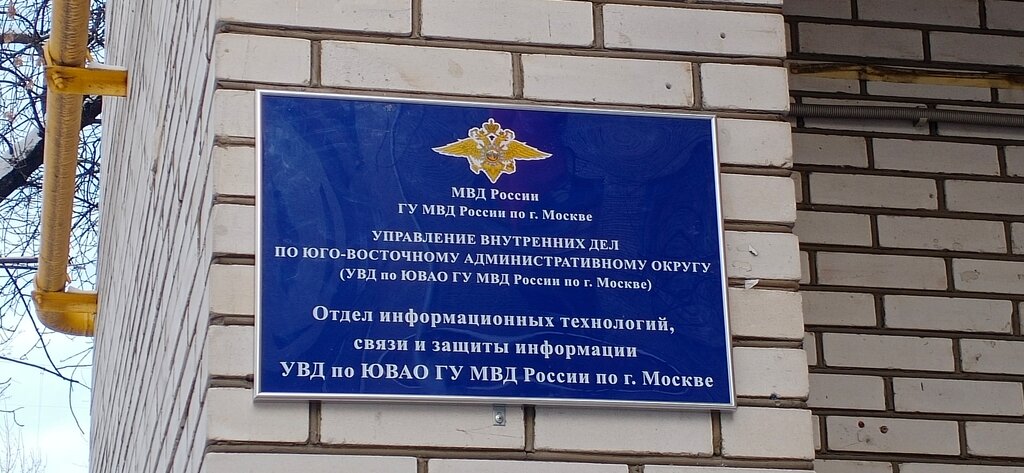 МВД России
ГУ МВД России по г. Москве
УПРАВЛЕНИЕ ВНУТРЕННИХ ДЕЛ
ПО ЮГО-ВОСТОЧНОМУ АДМИНИСТРАТИВНОМУ ОКРУГУ
(УВД по ЮВАО ГУ МВД России по г. Москве)
Отдел информационных технологий,
связи и защиты информации
УВД по ЮВАО ГУ МВД России по г. Москве